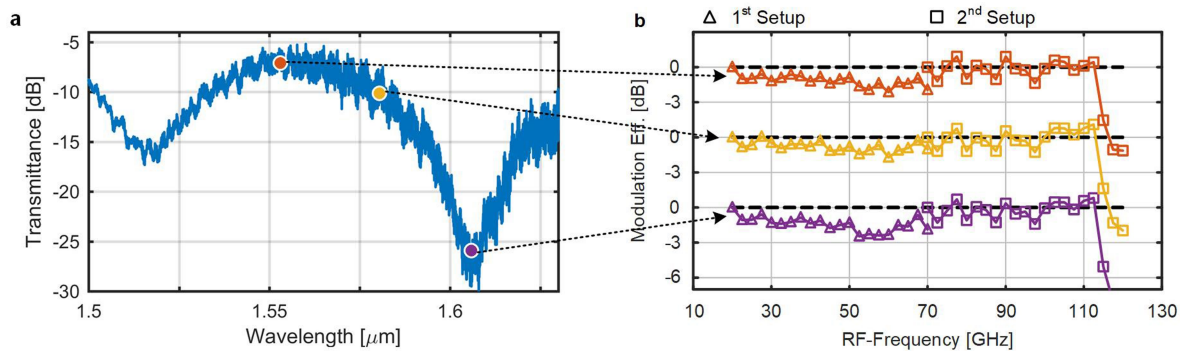 a
-5
-10
-15
-20
-25
-30
Transmittance [dB]
1.5
1.55
1.6
Wavelength [μm]
b
1st Setup
2nd Setup
0
-3
0
-3
0
-3
-6
Modulation Eff. [dB]
10
30
50
70
90
110
130
RF-Frequency [GHz]